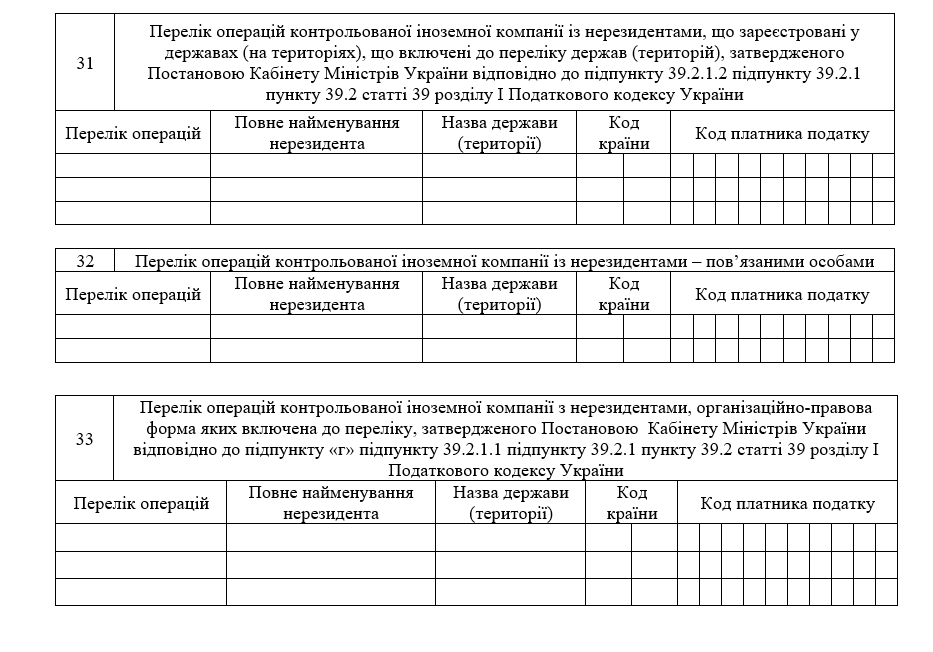 31
Перелік операцій контрольованої іноземної компанії із нерезидентами, що зареєстровані у
державах (на територіях), що включені до переліку держав (територій), затвердженого
Постановою Кабінету Міністрів України відповідно до підпункту 39.2.1.2 підпункту 39.2.1
пункту 39.2 статті 39 розділу І Податкового кодексу України
Перелік операцій
Повне найменування
нерезидента
Назва держави
(території)
Код
країни
Код платника податку
32
Перелік операцій контрольованої іноземної компанії із нерезидентами – пов’язаними особами
Перелік операцій
Повне найменування
нерезидента
Назва держави
(території)
Код
країни
Код платника податку
33
Перелік операцій контрольованої іноземної компанії з нерезидентами, організаційно-правова
форма яких включена до переліку, затвердженого Постановою Кабінету Міністрів України
відповідно до підпункту «г» підпункту 39.2.1.1 підпункту 39.2.1 пункту 39.2 статті 39 розділу І
Податкового кодексу України
Перелік операцій
Повне найменування
нерезидента
Назва держави
(території)
Код
країни
Код платника податку